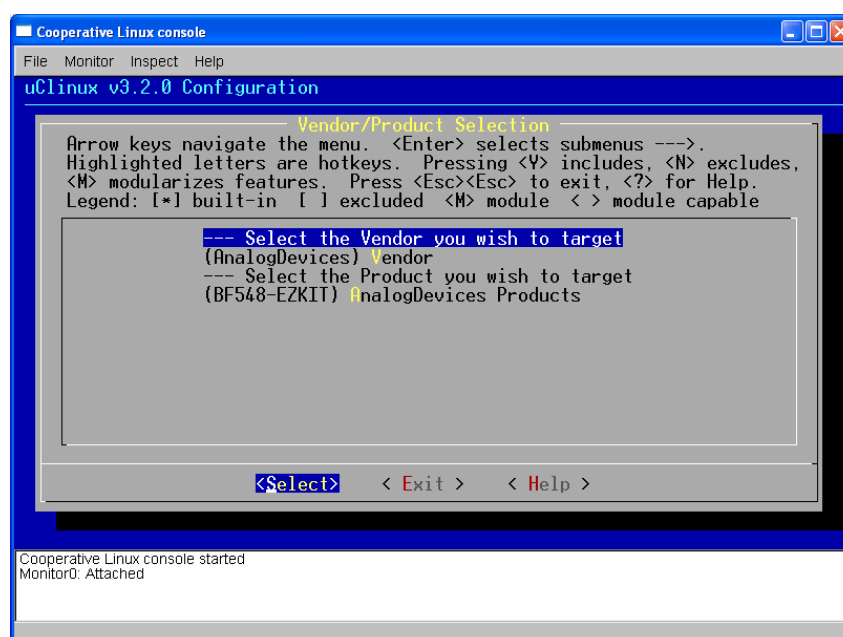 Cooperative Linux console
File Monitor Inspect Help
uClinux v3.2.0 Configuration
Vendor/Product Selection
Arrow keys navigate the menu. <Enter> selects submenus --->.
Highlighted letters are hotkeys. Pressing <Y> includes, <N> excludes,
<M> modularizes features. Press <Esc><Esc> to exit, <?> for Help.
Legend: [*] built-in [ ] excluded <M> module < > module capable
--- Select the Vendor you wish to target
(AnalogDevices) Vendor
--- Select the Product you wish to target
(BF548-EZKIT) AnalogDevices Products
<Select> < Exit > < Help >
Cooperative Linux console started
Monitor0: Attached